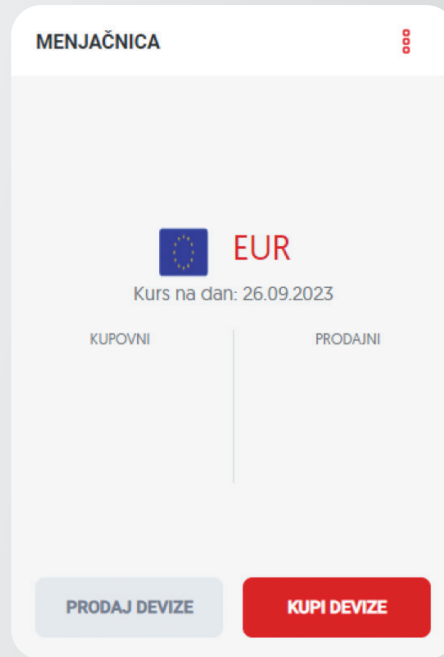 MENJAČNICA
EUR
Kurs na dan: 26.09.2023
KUPOVNI PRODAJNI
PRODAJ DEVIZE KUPI DEVIZE